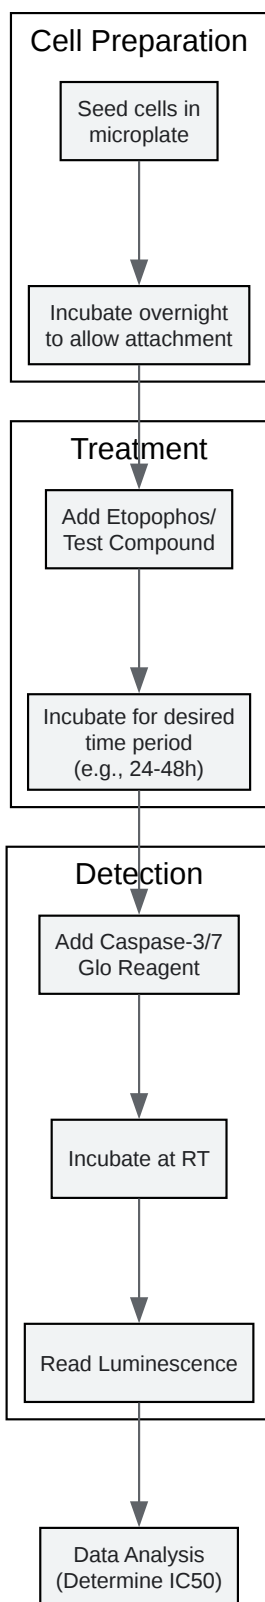 Cell Preparation
Seed cells in
microplate
Incubate overnight
to allow attachment
Treatment
Add Etopophos/
Test Compound
Incubate for desired
time period
(e.g., 24-48h)
Detection
Add Caspase-3/7
Glo Reagent
Incubate at RT
Read Luminescence
Data Analysis
(Determine IC50)